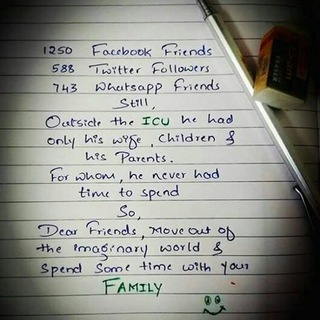 1250 Facebook Friends
588 Twitter Followers
743 Whatsapp Friends
Still,
Outside the ICU he had
only his wife, Children &
his Parents.
For whom, he never had
time to spend
So,
Dear Friends, Move out of
the imaginary world &
Spend Some time with your
FAMILY